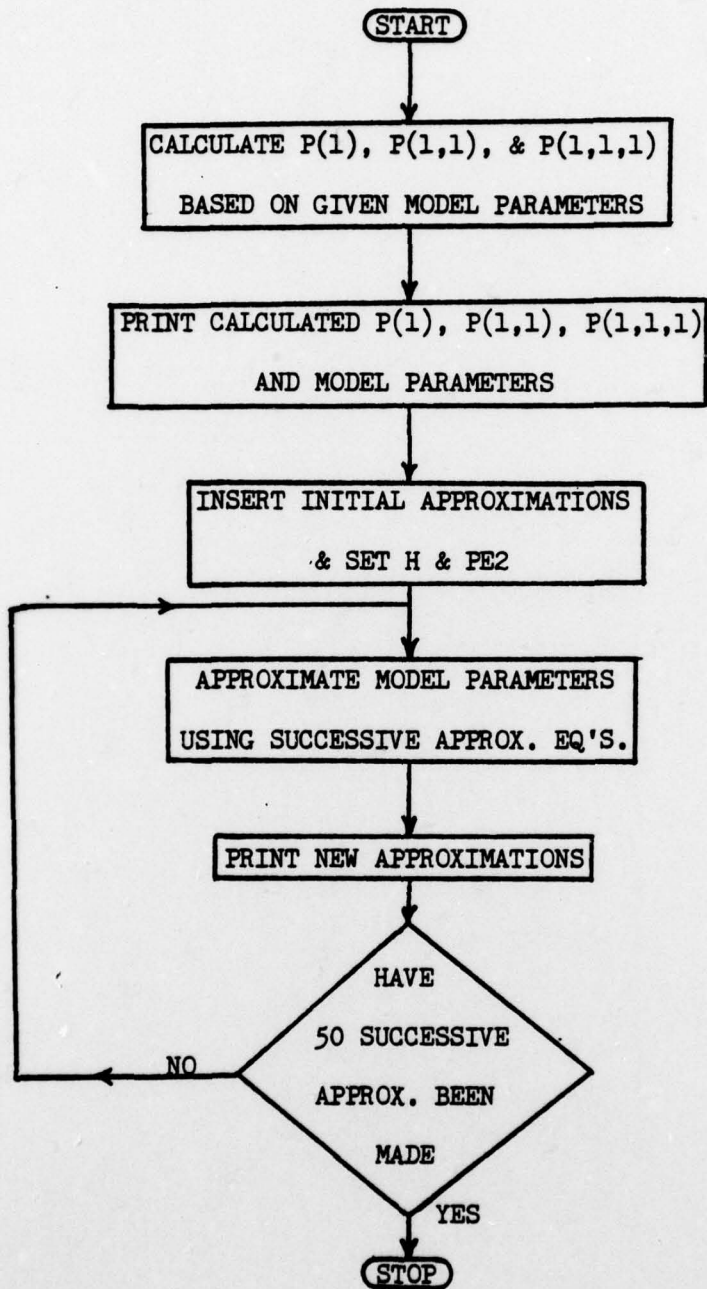 START
CALCULATE P(1), P(1,1), & P(1,1,1)
BASED ON GIVEN MODEL PARAMETERS
PRINT CALCULATED P(1), P(1,1), P(1,1,1)
AND MODEL PARAMETERS
INSERT INITIAL APPROXIMATIONS
& SET H & PE2
APPROXIMATE MODEL PARAMETERS
USING SUCCESSIVE APPROX. EQ'S.
PRINT NEW APPROXIMATIONS
HAVE
50 SUCCESSIVE
APPROX. BEEN
MADE
NO
YES
STOP